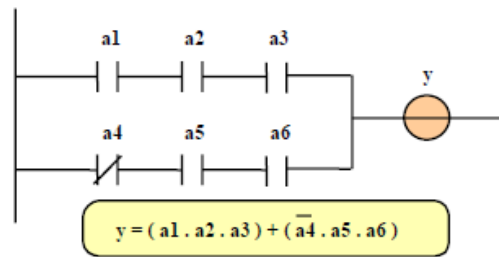 a1 a2 a3
y
a4 a5 a6
y = ( a1 . a2 . a3 ) + ( a4̅ . a5 . a6 )